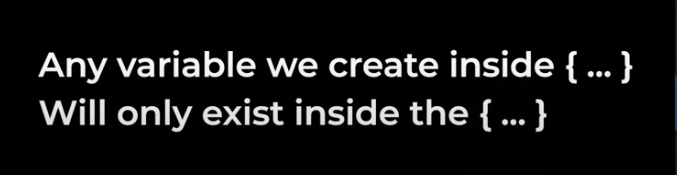 Any variable we create inside { ... }
Will only exist inside the { ... }